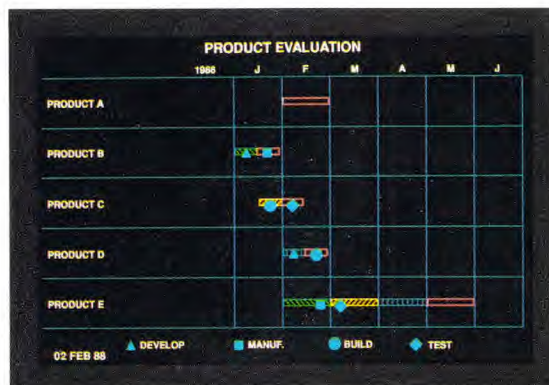 PRODUCT EVALUATION
1988 J F M A M J
PRODUCT A
PRODUCT B
PRODUCT C
PRODUCT D
PRODUCT E
DEVELOP MANUF. BUILD TEST
02 FEB 88